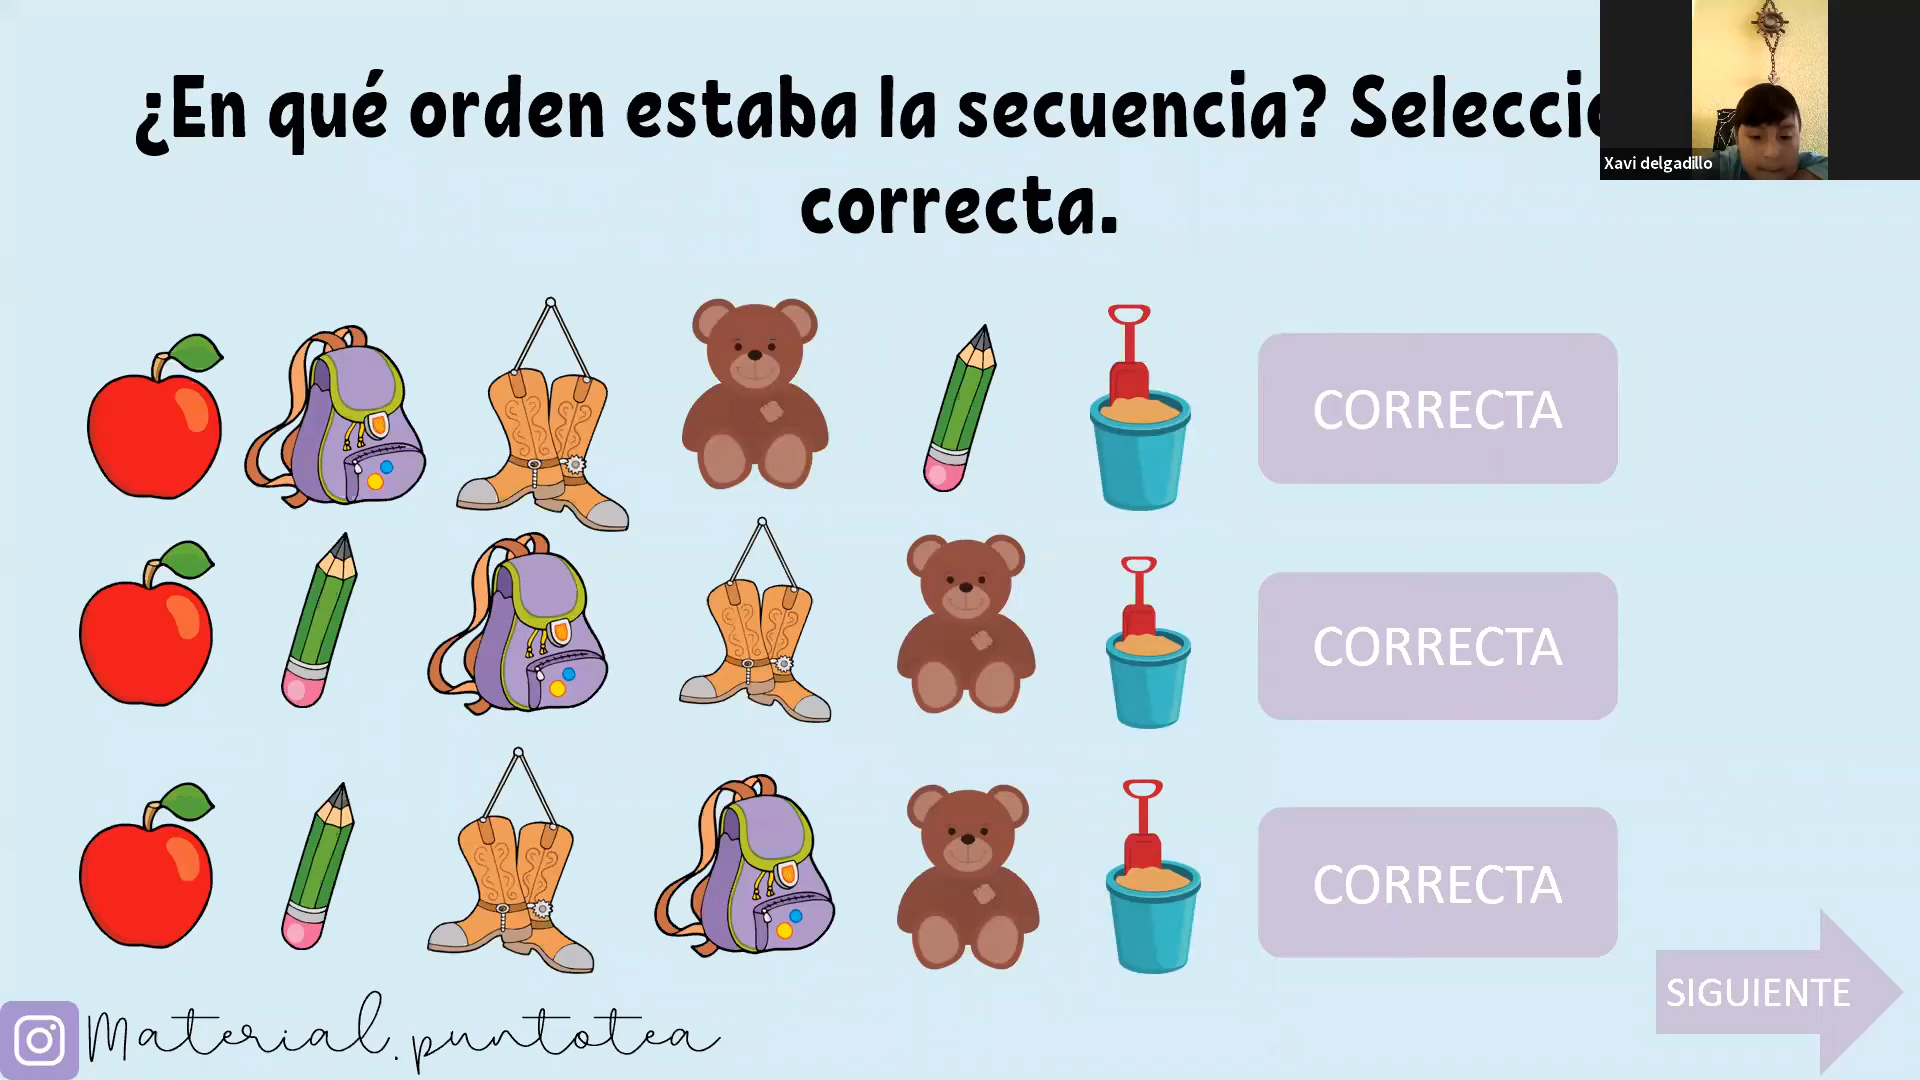 ¿En qué orden estaba la secuencia? Seleccio
correcta.
Xavi delgadillo
CORRECTA
CORRECTA
CORRECTA
SIGUIENTE
Material.puntotea